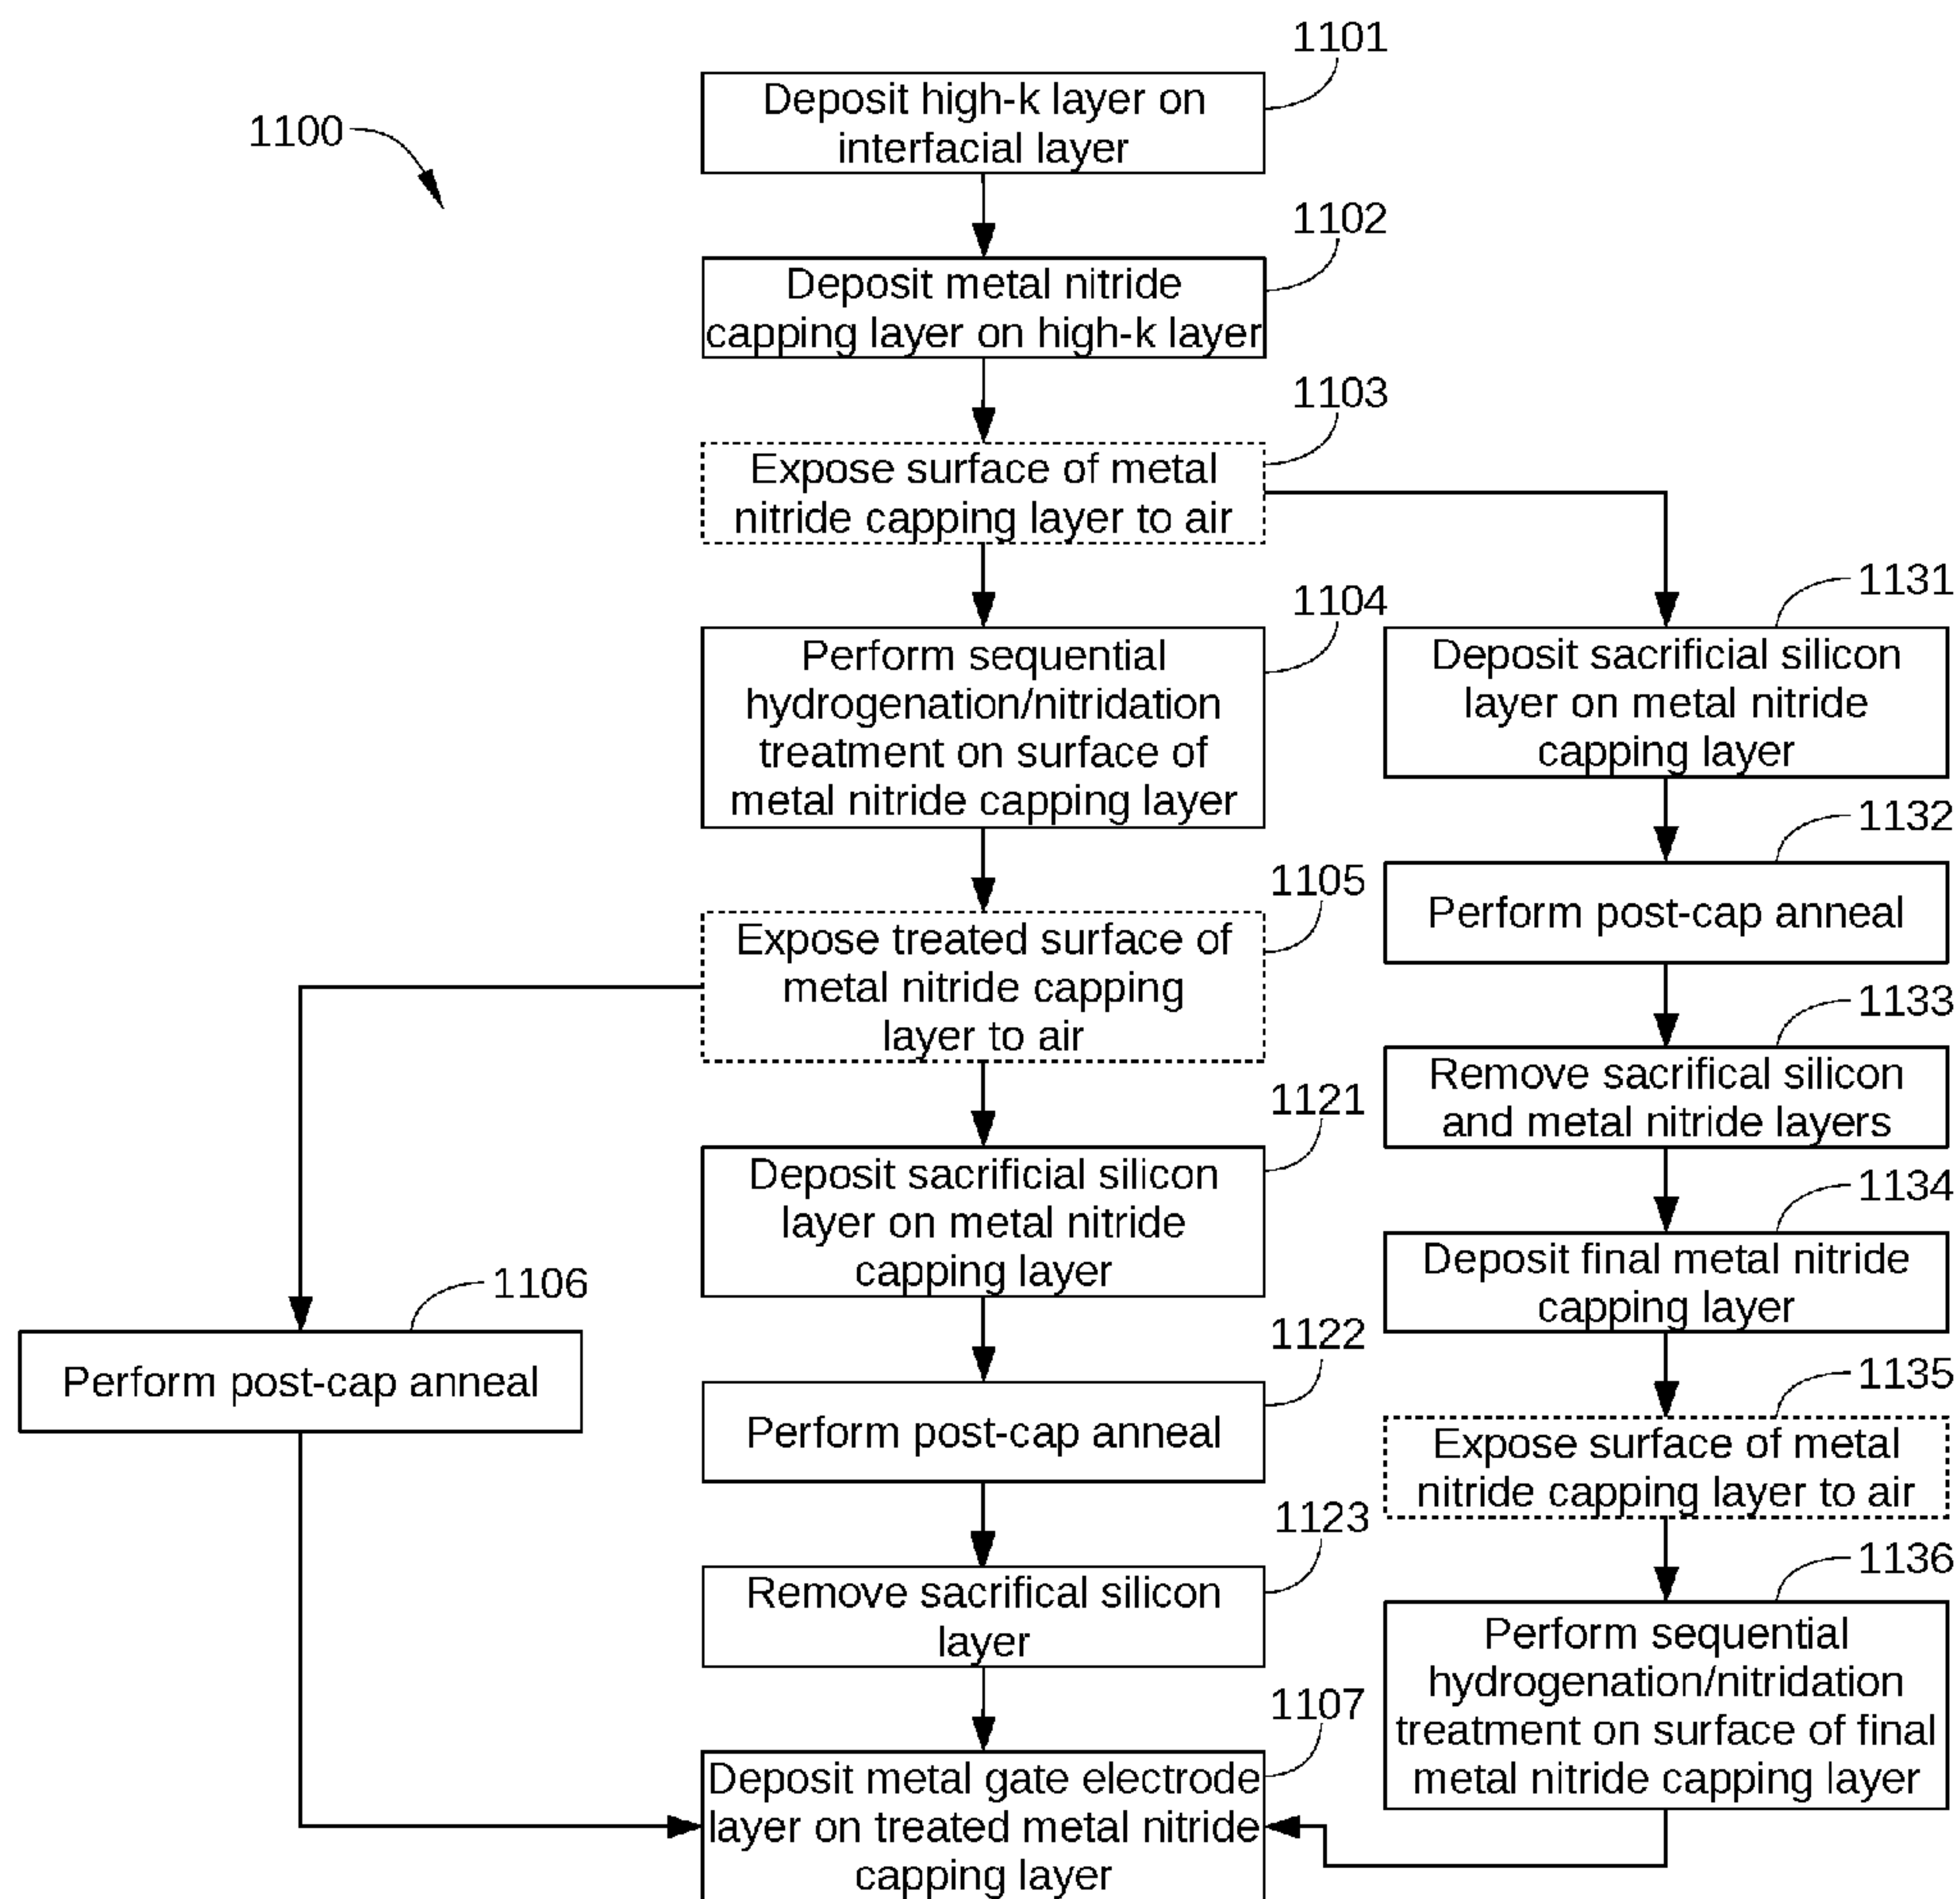 1100
1101
Deposit high-k layer on
interfacial layer
1102
Deposit metal nitride
capping layer on high-k layer
1103
Expose surface of metal
nitride capping layer to air
1104
Perform sequential
hydrogenation/nitridation
treatment on surface of
metal nitride capping layer
1105
Expose treated surface of
metal nitride capping
layer to air
1106
Perform post-cap anneal
1121
Deposit sacrificial silicon
layer on metal nitride
capping layer
1122
Perform post-cap anneal
1123
Remove sacrifical silicon
layer
1107
Deposit metal gate electrode
layer on treated metal nitride
capping layer
1131
Deposit sacrificial silicon
layer on metal nitride
capping layer
1132
Perform post-cap anneal
1133
Remove sacrifical silicon
and metal nitride layers
1134
Deposit final metal nitride
capping layer
1135
Expose surface of metal
nitride capping layer to air
1136
Perform sequential
hydrogenation/nitridation
treatment on surface of final
metal nitride capping layer